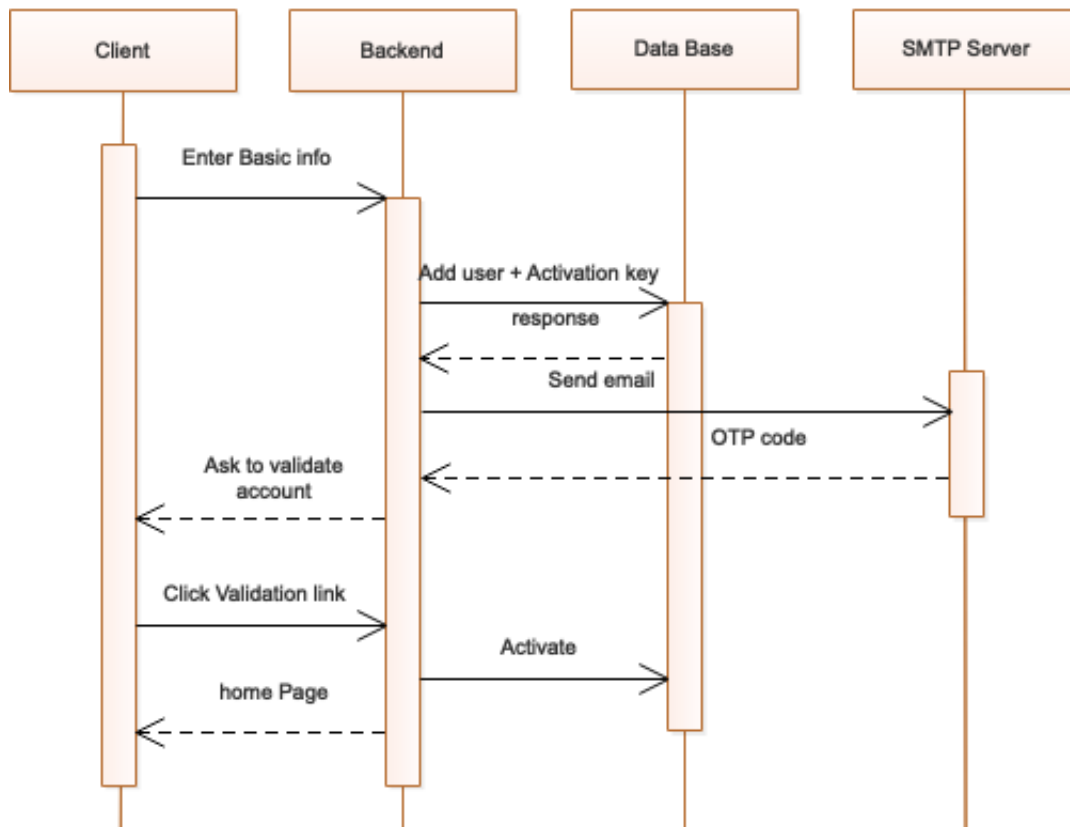 Client
Backend
Data Base
SMTP Server
Enter Basic info
Add user + Activation key
response
Send email
OTP code
Ask to validate
account
Click Validation link
Activate
home Page